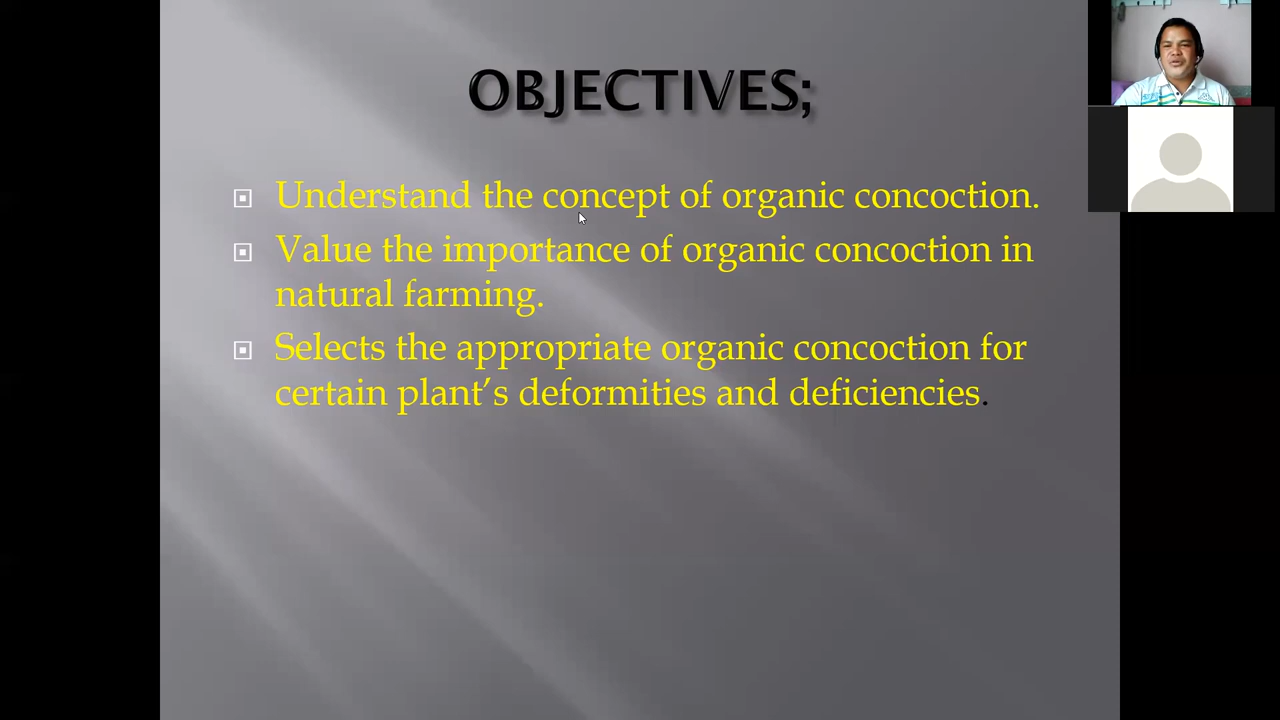 OBJECTIVES;
Understand the concept of organic concoction.
Value the importance of organic concoction in
natural farming.
Selects the appropriate organic concoction for
certain plant’s deformities and deficiencies.